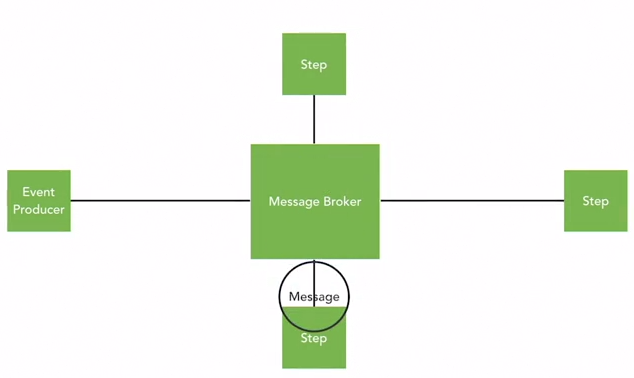 Step
Event
Producer
Message Broker
Step
Message
Step